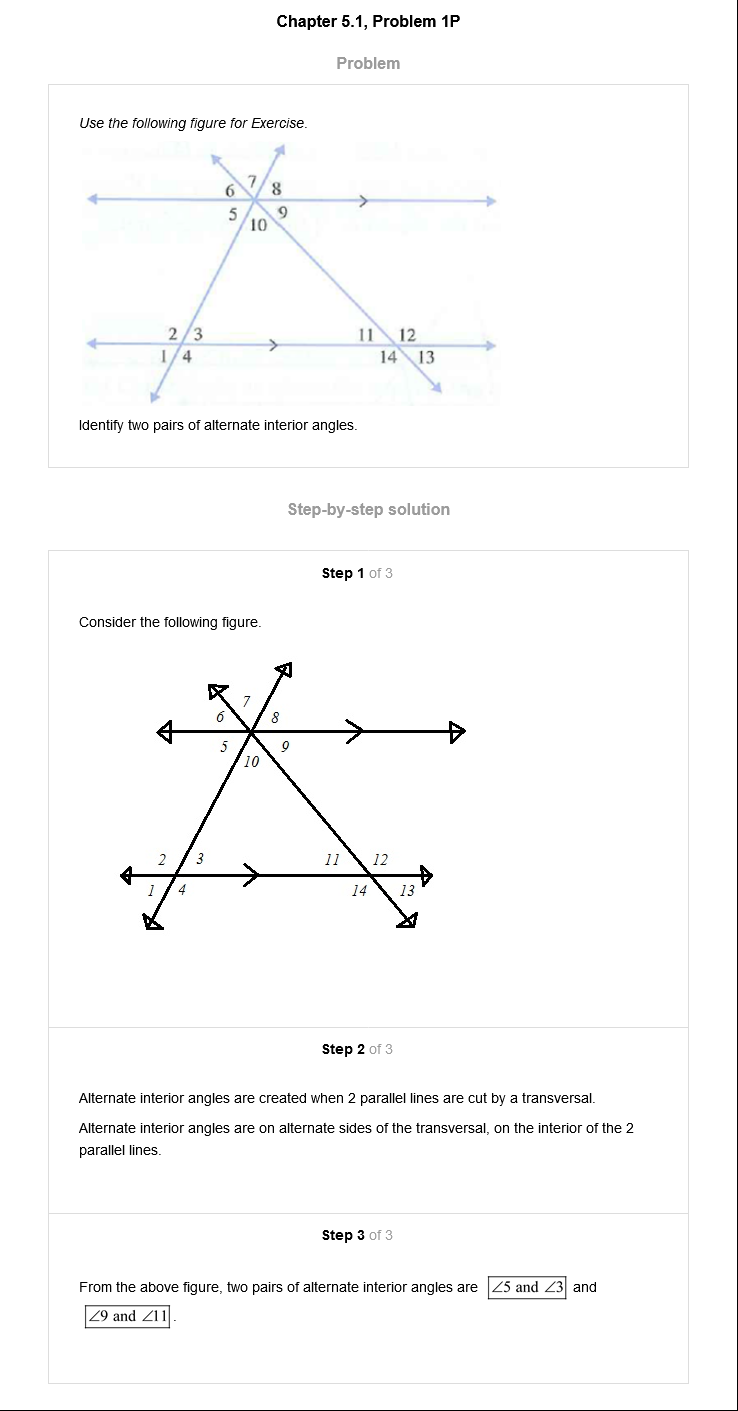 Chapter 5.1, Problem 1P
Problem
Use the following figure for Exercise.
7
6 8
5 9
10
2 3 11 12
1 4 14 13
Identify two pairs of alternate interior angles.
Step-by-step solution
Step 1 of 3
Consider the following figure.
7
6 8
5 9
10
2 3 11 12
1 4 14 13
Step 2 of 3
Alternate interior angles are created when 2 parallel lines are cut by a transversal.
Alternate interior angles are on alternate sides of the transversal, on the interior of the 2
parallel lines.
Step 3 of 3
From the above figure, two pairs of alternate interior angles are ∠5 and ∠3 and
∠9 and ∠11.